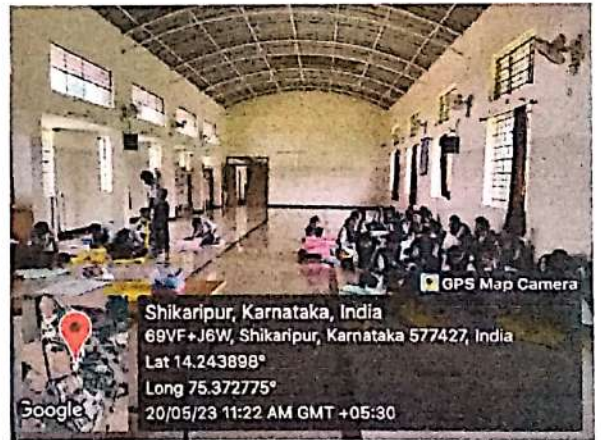 GPS Map Camera
Shikaripur, Karnataka, India
69VF+J6W, Shikaripur, Karnataka 577427, India
Lat 14.243898°
Long 75.372775°
20/05/23 11:22 AM GMT +05:30
Google